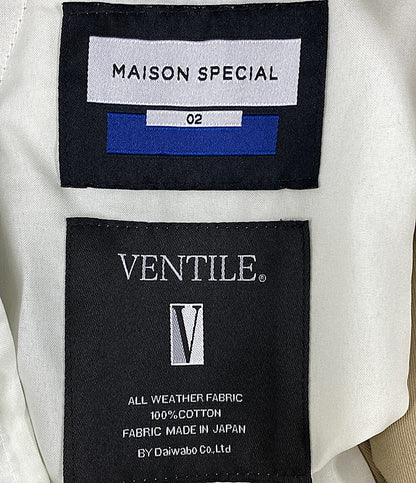 MAISON SPECIAL
02
VENTILE®
V
ALL WEATHER FABRIC
100%COTTON
FABRIC MADE IN JAPAN
BY Daiwabo Co.,Ltd